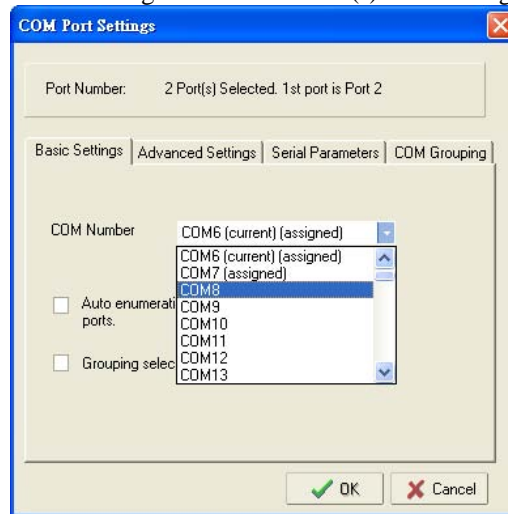 COM Port Settings
Port Number: 2 Port(s) Selected. 1st port is Port 2
Basic Settings Advanced Settings Serial Parameters COM Grouping
COM Number COM6 (current) (assigned)
COM6 (current) (assigned)
COM7 (assigned)
COM8
COM9
COM10
COM11
COM12
COM13
Auto
ports.
Grouping
OK Cancel